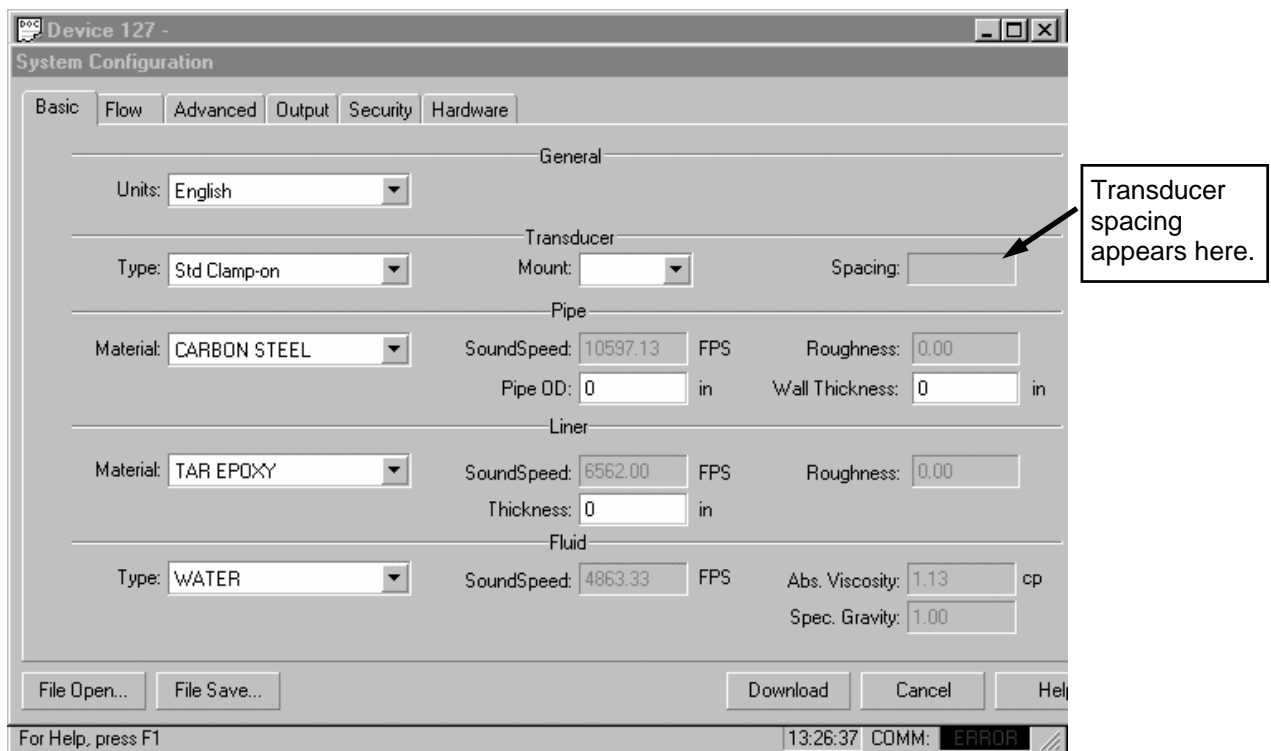 Device 127 -
System Configuration
Basic Flow Advanced Output Security Hardware
General
Units: English
Transducer
Type: Std Clamp-on Mount: Spacing:
Transducer
spacing
appears here.
Pipe
Material: CARBON STEEL SoundSpeed: 10597.13 FPS Roughness: 0.00
Pipe OD: 0 in Wall Thickness: 0 in
Liner
Material: TAR EPOXY SoundSpeed: 6562.00 FPS Roughness: 0.00
Thickness: 0 in
Fluid
Type: WATER SoundSpeed: 4863.33 FPS Abs. Viscosity: 1.13 cp
Spec. Gravity: 1.00
File Open... File Save... Download Cancel Help
For Help, press F1 13:26:37 COMM: ERROR